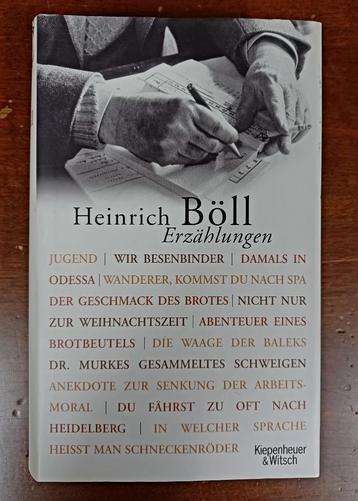 Heinrich Böll
Erzählungen
JUGEND | WIR BESENBINDER | DAMALS IN
ODESSA | WANDERER, KOMMST DU NACH SPA
DER GESCHMACK DES BROTES | NICHT NUR
ZUR WEIHNACHTSZEIT | ABENTEUER EINES
BROTBEUTELS | DIE WAAGE DER BALEKS
DR. MURKES GESAMMELTES SCHWEIGEN
ANEKDOTE ZUR SENKUNG DER ARBEITS-
MORAL | DU FÄHRST ZU OFT NACH
HEIDELBERG | IN WELCHER SPRACHE
HEISST MAN SCHNECKENRÖDER
Kiepenheuer
&Witsch